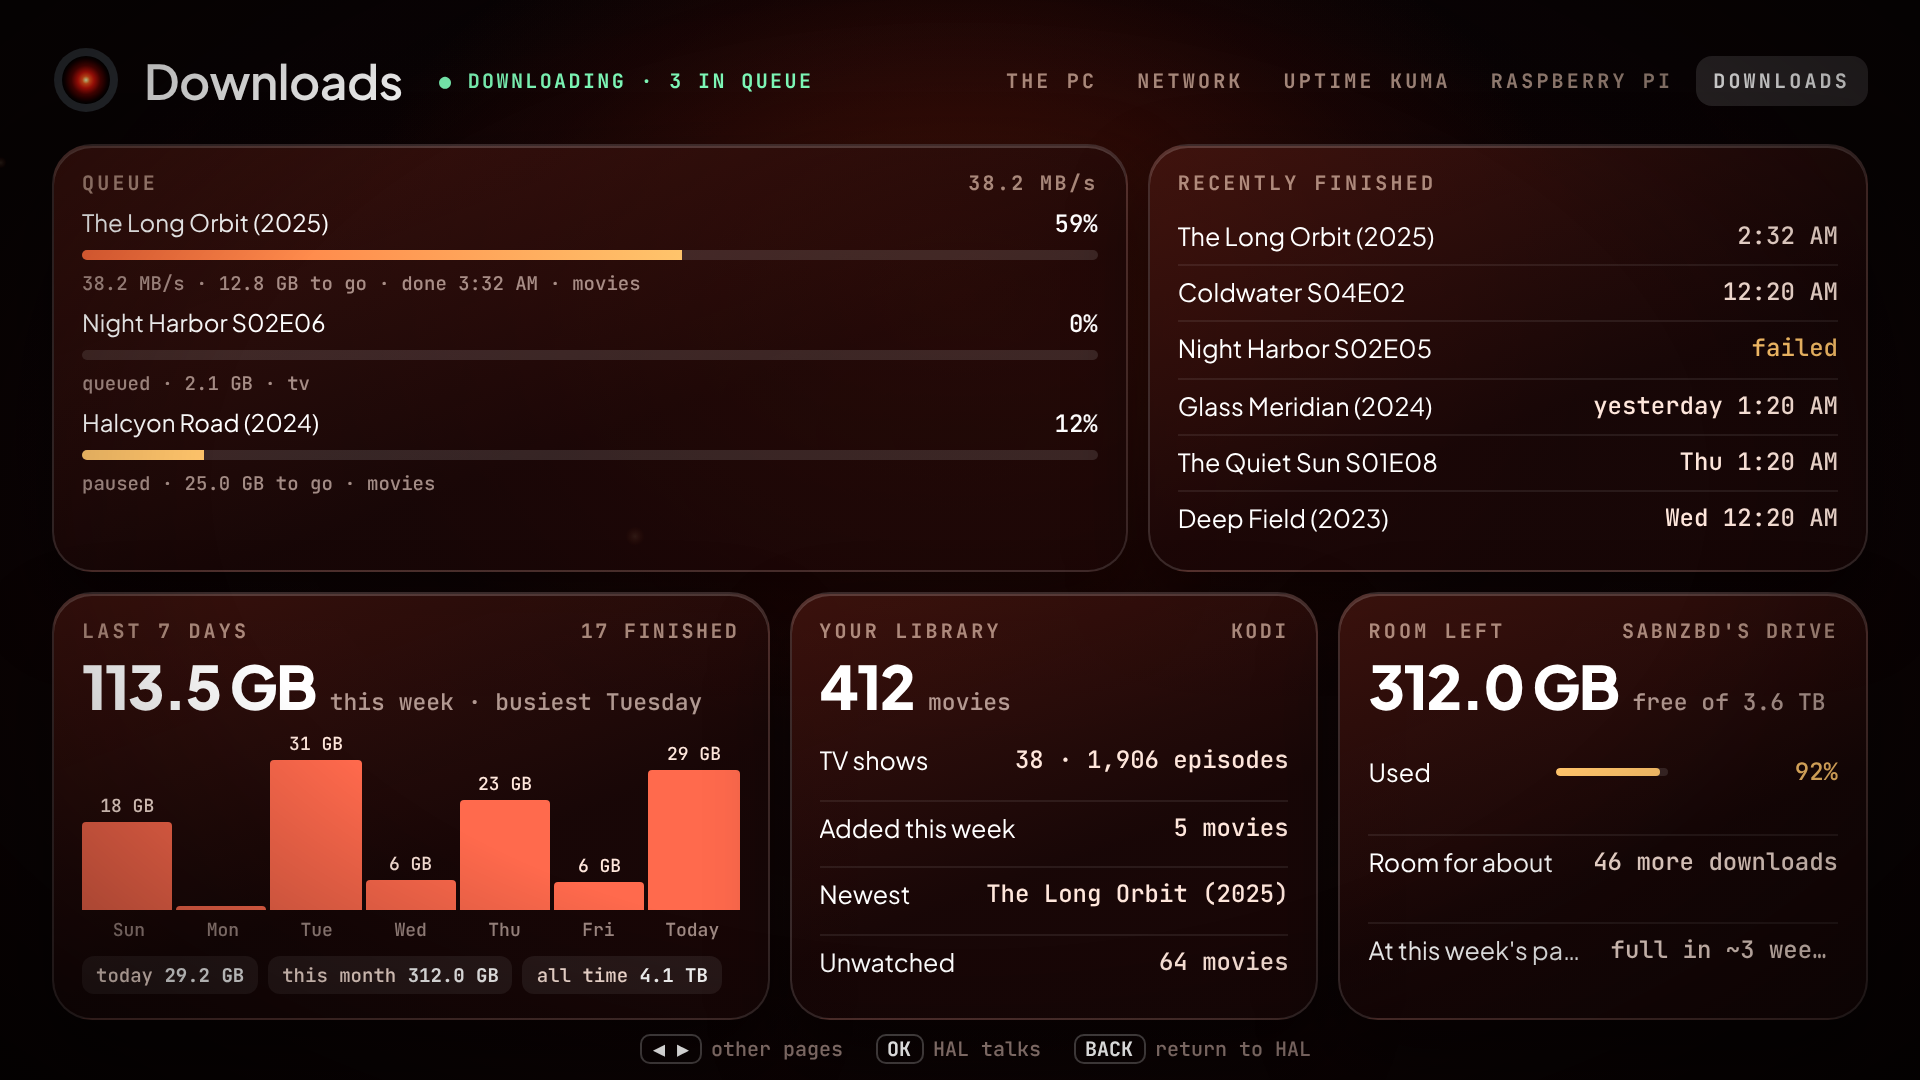 Downloads
● DOWNLOADING · 3 IN QUEUE
THE PC NETWORK UPTIME KUMA RASPBERRY PI DOWNLOADS
QUEUE 38.2 MB/s
The Long Orbit (2025) 59%
38.2 MB/s · 12.8 GB to go · done 3:32 AM · movies
Night Harbor S02E06 0%
queued · 2.1 GB · tv
Halcyon Road (2024) 12%
paused · 25.0 GB to go · movies
RECENTLY FINISHED
The Long Orbit (2025) 2:32 AM
Coldwater S04E02 12:20 AM
Night Harbor S02E05 failed
Glass Meridian (2024) yesterday 1:20 AM
The Quiet Sun S01E08 Thu 1:20 AM
Deep Field (2023) Wed 12:20 AM
LAST 7 DAYS 17 FINISHED
113.5 GB this week · busiest Tuesday
18 GB 31 GB 6 GB 23 GB 6 GB 29 GB
Sun Mon Tue Wed Thu Fri Today
today 29.2 GB this month 312.0 GB all time 4.1 TB
YOUR LIBRARY KODI
412 movies
TV shows 38 · 1,906 episodes
Added this week 5 movies
Newest The Long Orbit (2025)
Unwatched 64 movies
ROOM LEFT SABNZBD'S DRIVE
312.0 GB free of 3.6 TB
Used 92%
Room for about 46 more downloads
At this week's pa… full in ~3 wee…
◀ ▶ other pages OK HAL talks BACK return to HAL